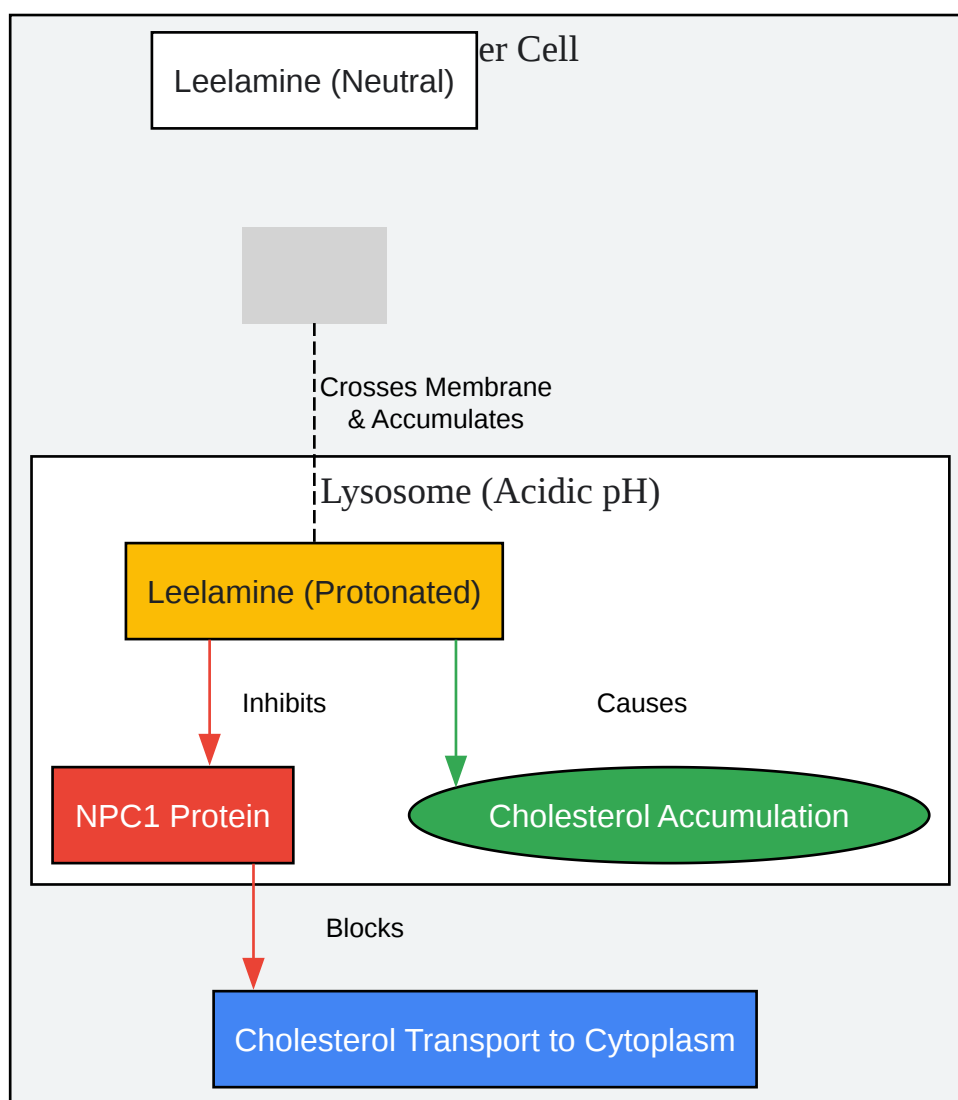 er Cell
Leelamine (Neutral)
Crosses Membrane
& Accumulates
Lysosome (Acidic pH)
Leelamine (Protonated)
Inhibits
Causes
NPC1 Protein
Cholesterol Accumulation
Blocks
Cholesterol Transport to Cytoplasm